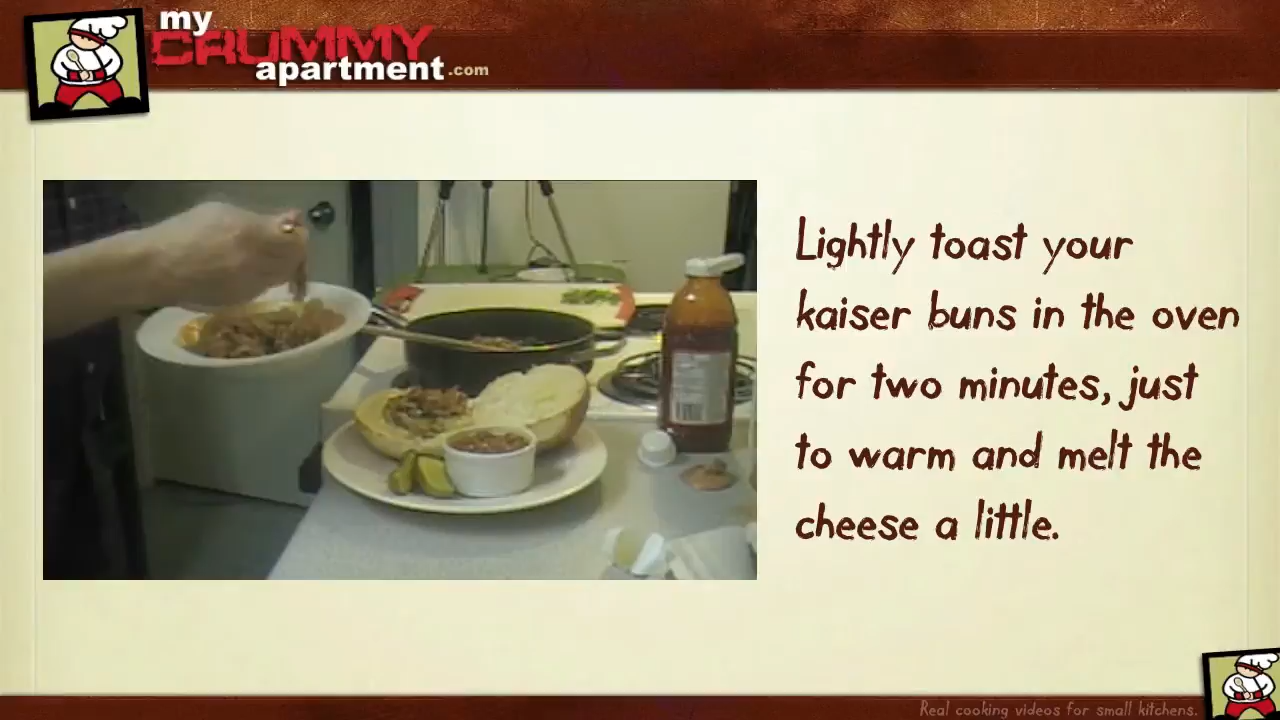 my
CRUMMY
apartment.com
Lightly toast your
kaiser buns in the oven
for two minutes, just
to warm and melt the
cheese a little.
Real cooking videos for small kitchens.